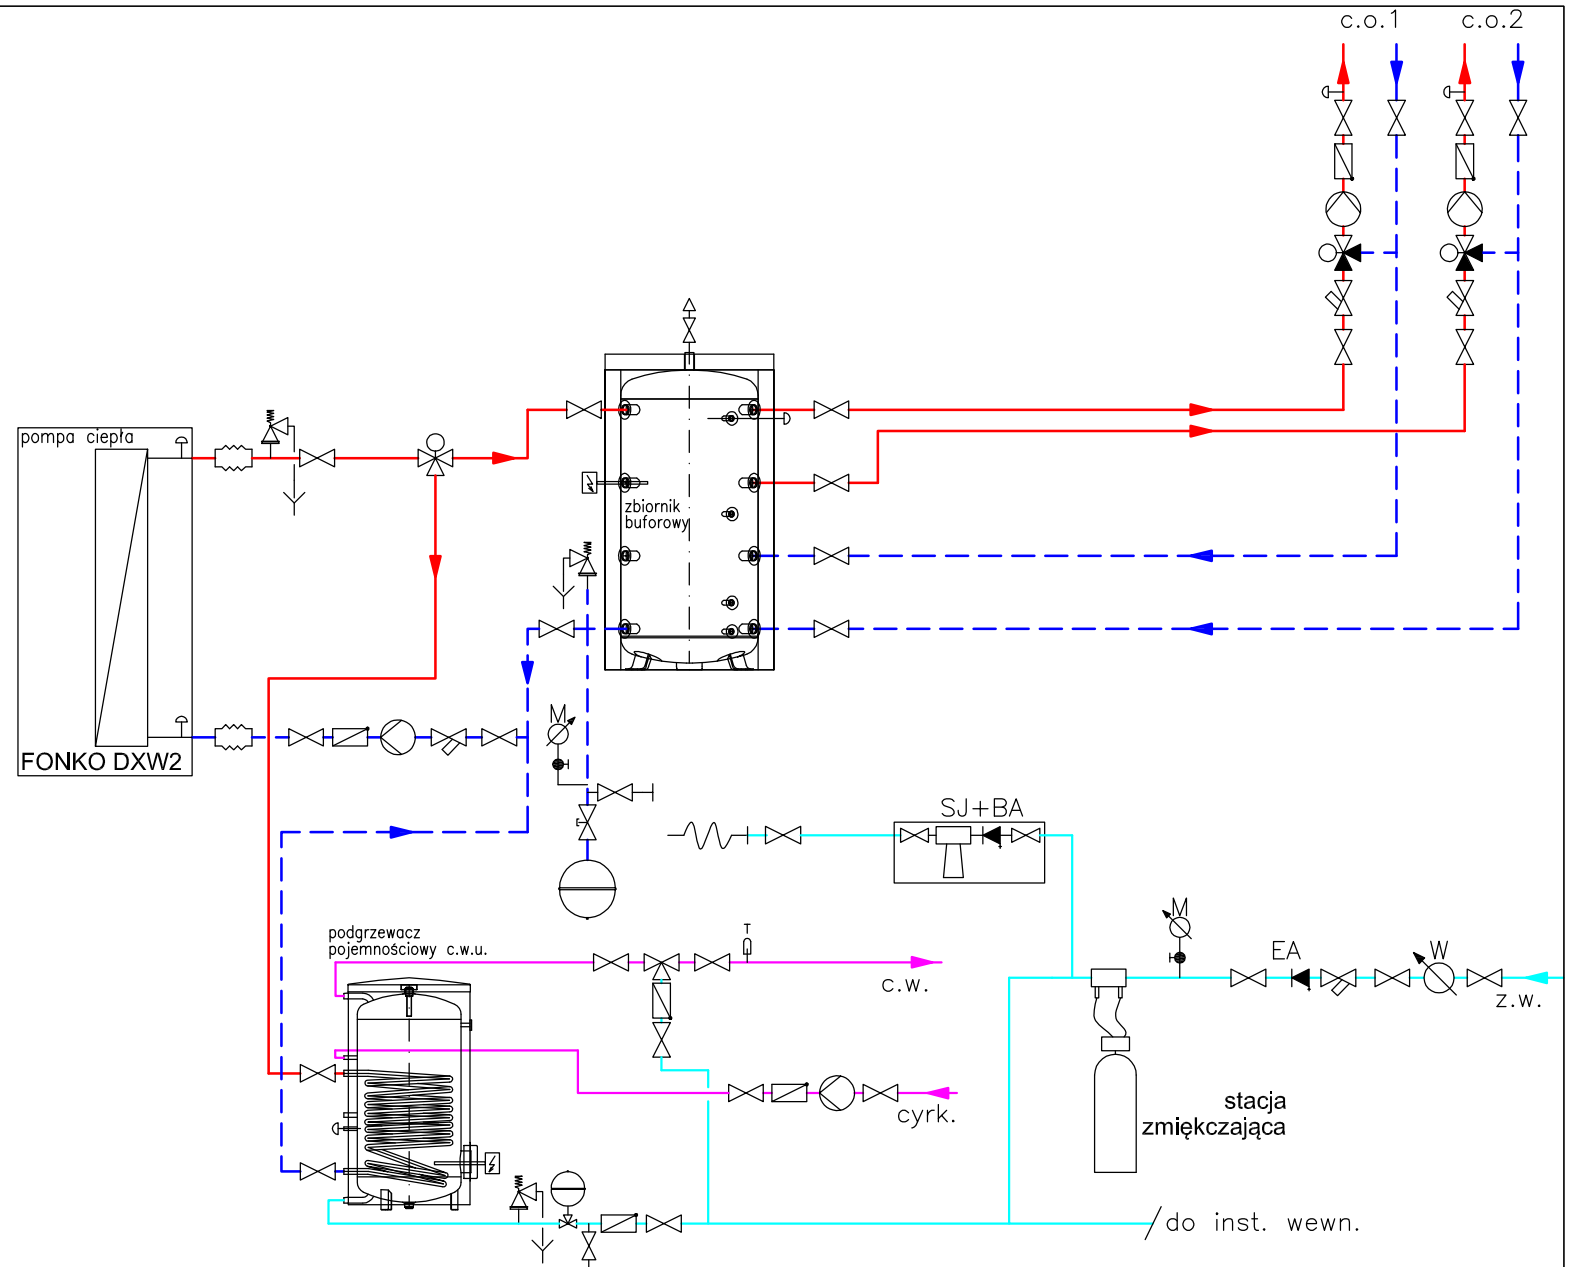 c.o.1
c.o.2
pompa ciepła
zbiornik
buforowy
FONKO DXW2
M
SJ+BA
M
EA
W
z.w.
podgrzewacz
pojemnościowy c.w.u.
T
c.w.
cyrk.
stacja
zmiękczająca
do inst. wewn.